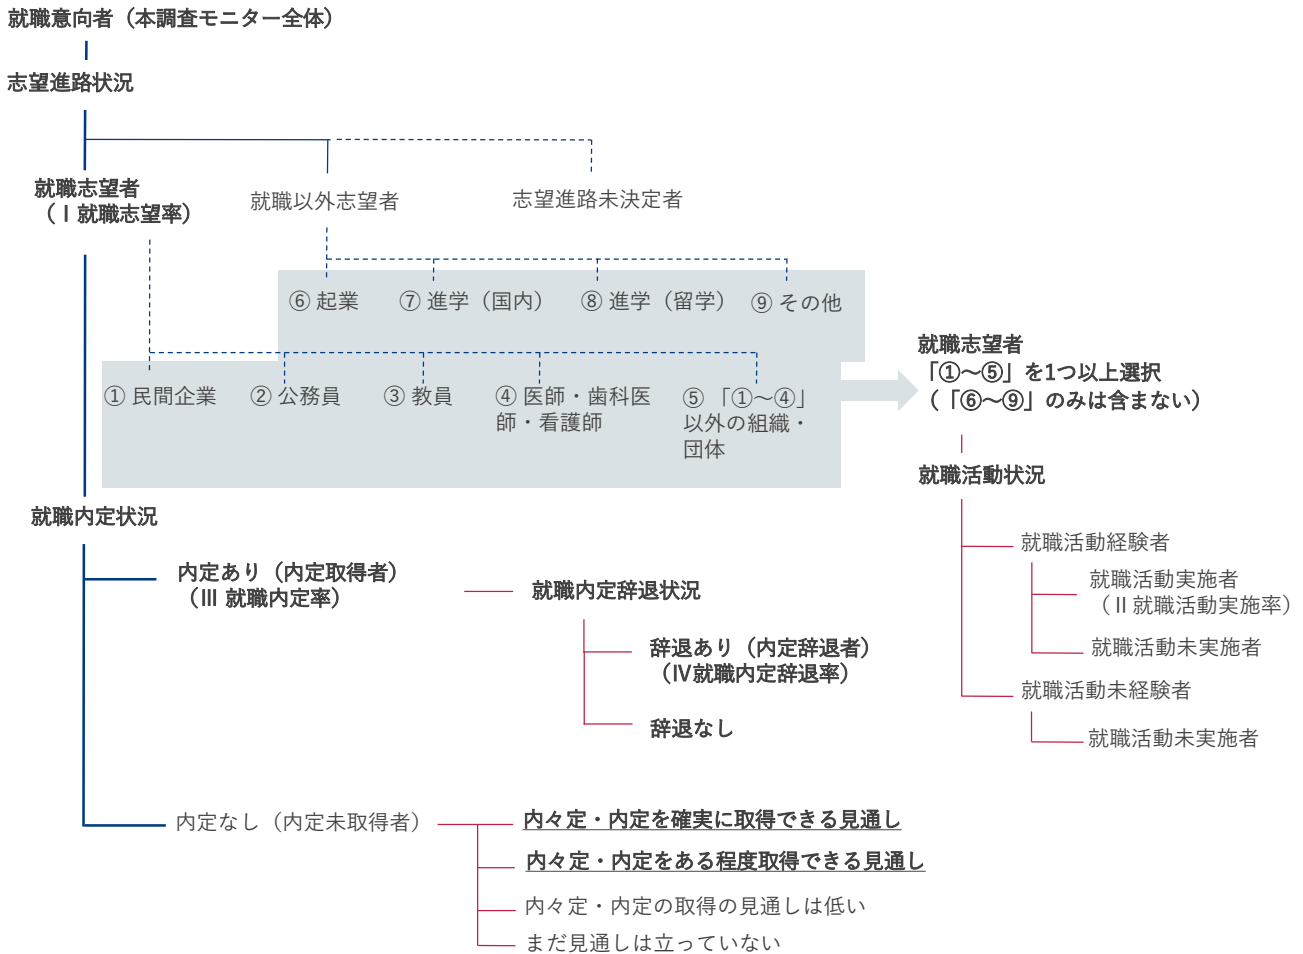 就職意向者（本調査モニター全体）
志望進路状況
就職志望者
（Ⅰ就職志望率）
就職以外志望者
志望進路未決定者
⑥ 起業
⑦ 進学（国内）
⑧ 進学（留学）
⑨ その他
① 民間企業
② 公務員
③ 教員
④ 医師・歯科医
師・看護師
⑤ 「①～④」
以外の組織・
団体
就職志望者
「①～⑤」を1つ以上選択
（「⑥～⑨」のみは含まない）
就職活動状況
就職活動経験者
就職活動実施者
（Ⅱ就職活動実施率）
就職活動未実施者
就職活動未経験者
就職活動未実施者
就職内定状況
内定あり（内定取得者）
（Ⅲ 就職内定率）
就職内定辞退状況
辞退あり（内定辞退者）
（Ⅳ就職内定辞退率）
辞退なし
内定なし（内定未取得者）
内々定・内定を確実に取得できる見通し
内々定・内定をある程度取得できる見通し
内々定・内定の取得の見通しは低い
まだ見通しは立っていない